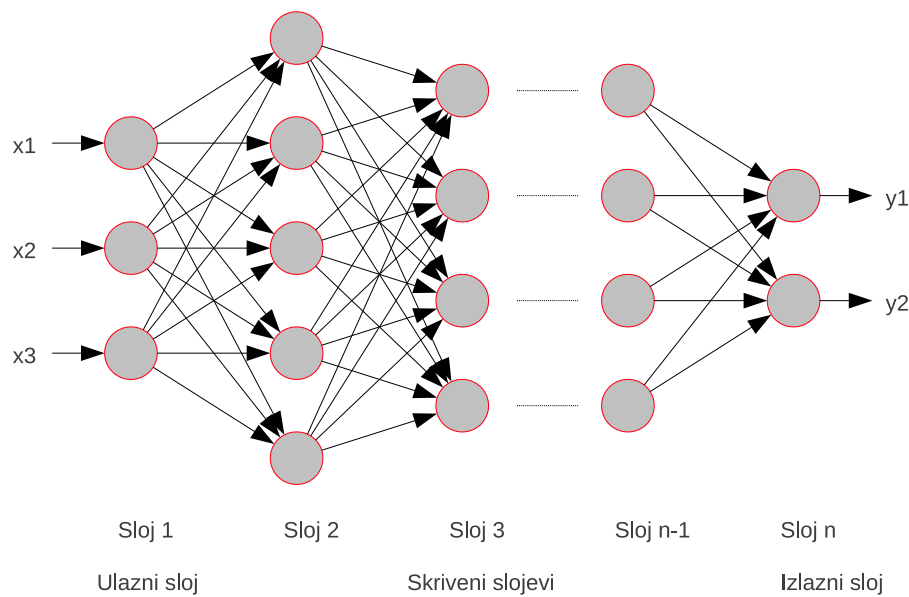 x1
x2
x3
y1
y2
Sloj 1
Sloj 2
Sloj 3
Sloj n-1
Sloj n
Ulazni sloj
Skriveni slojevi
Izlazni sloj